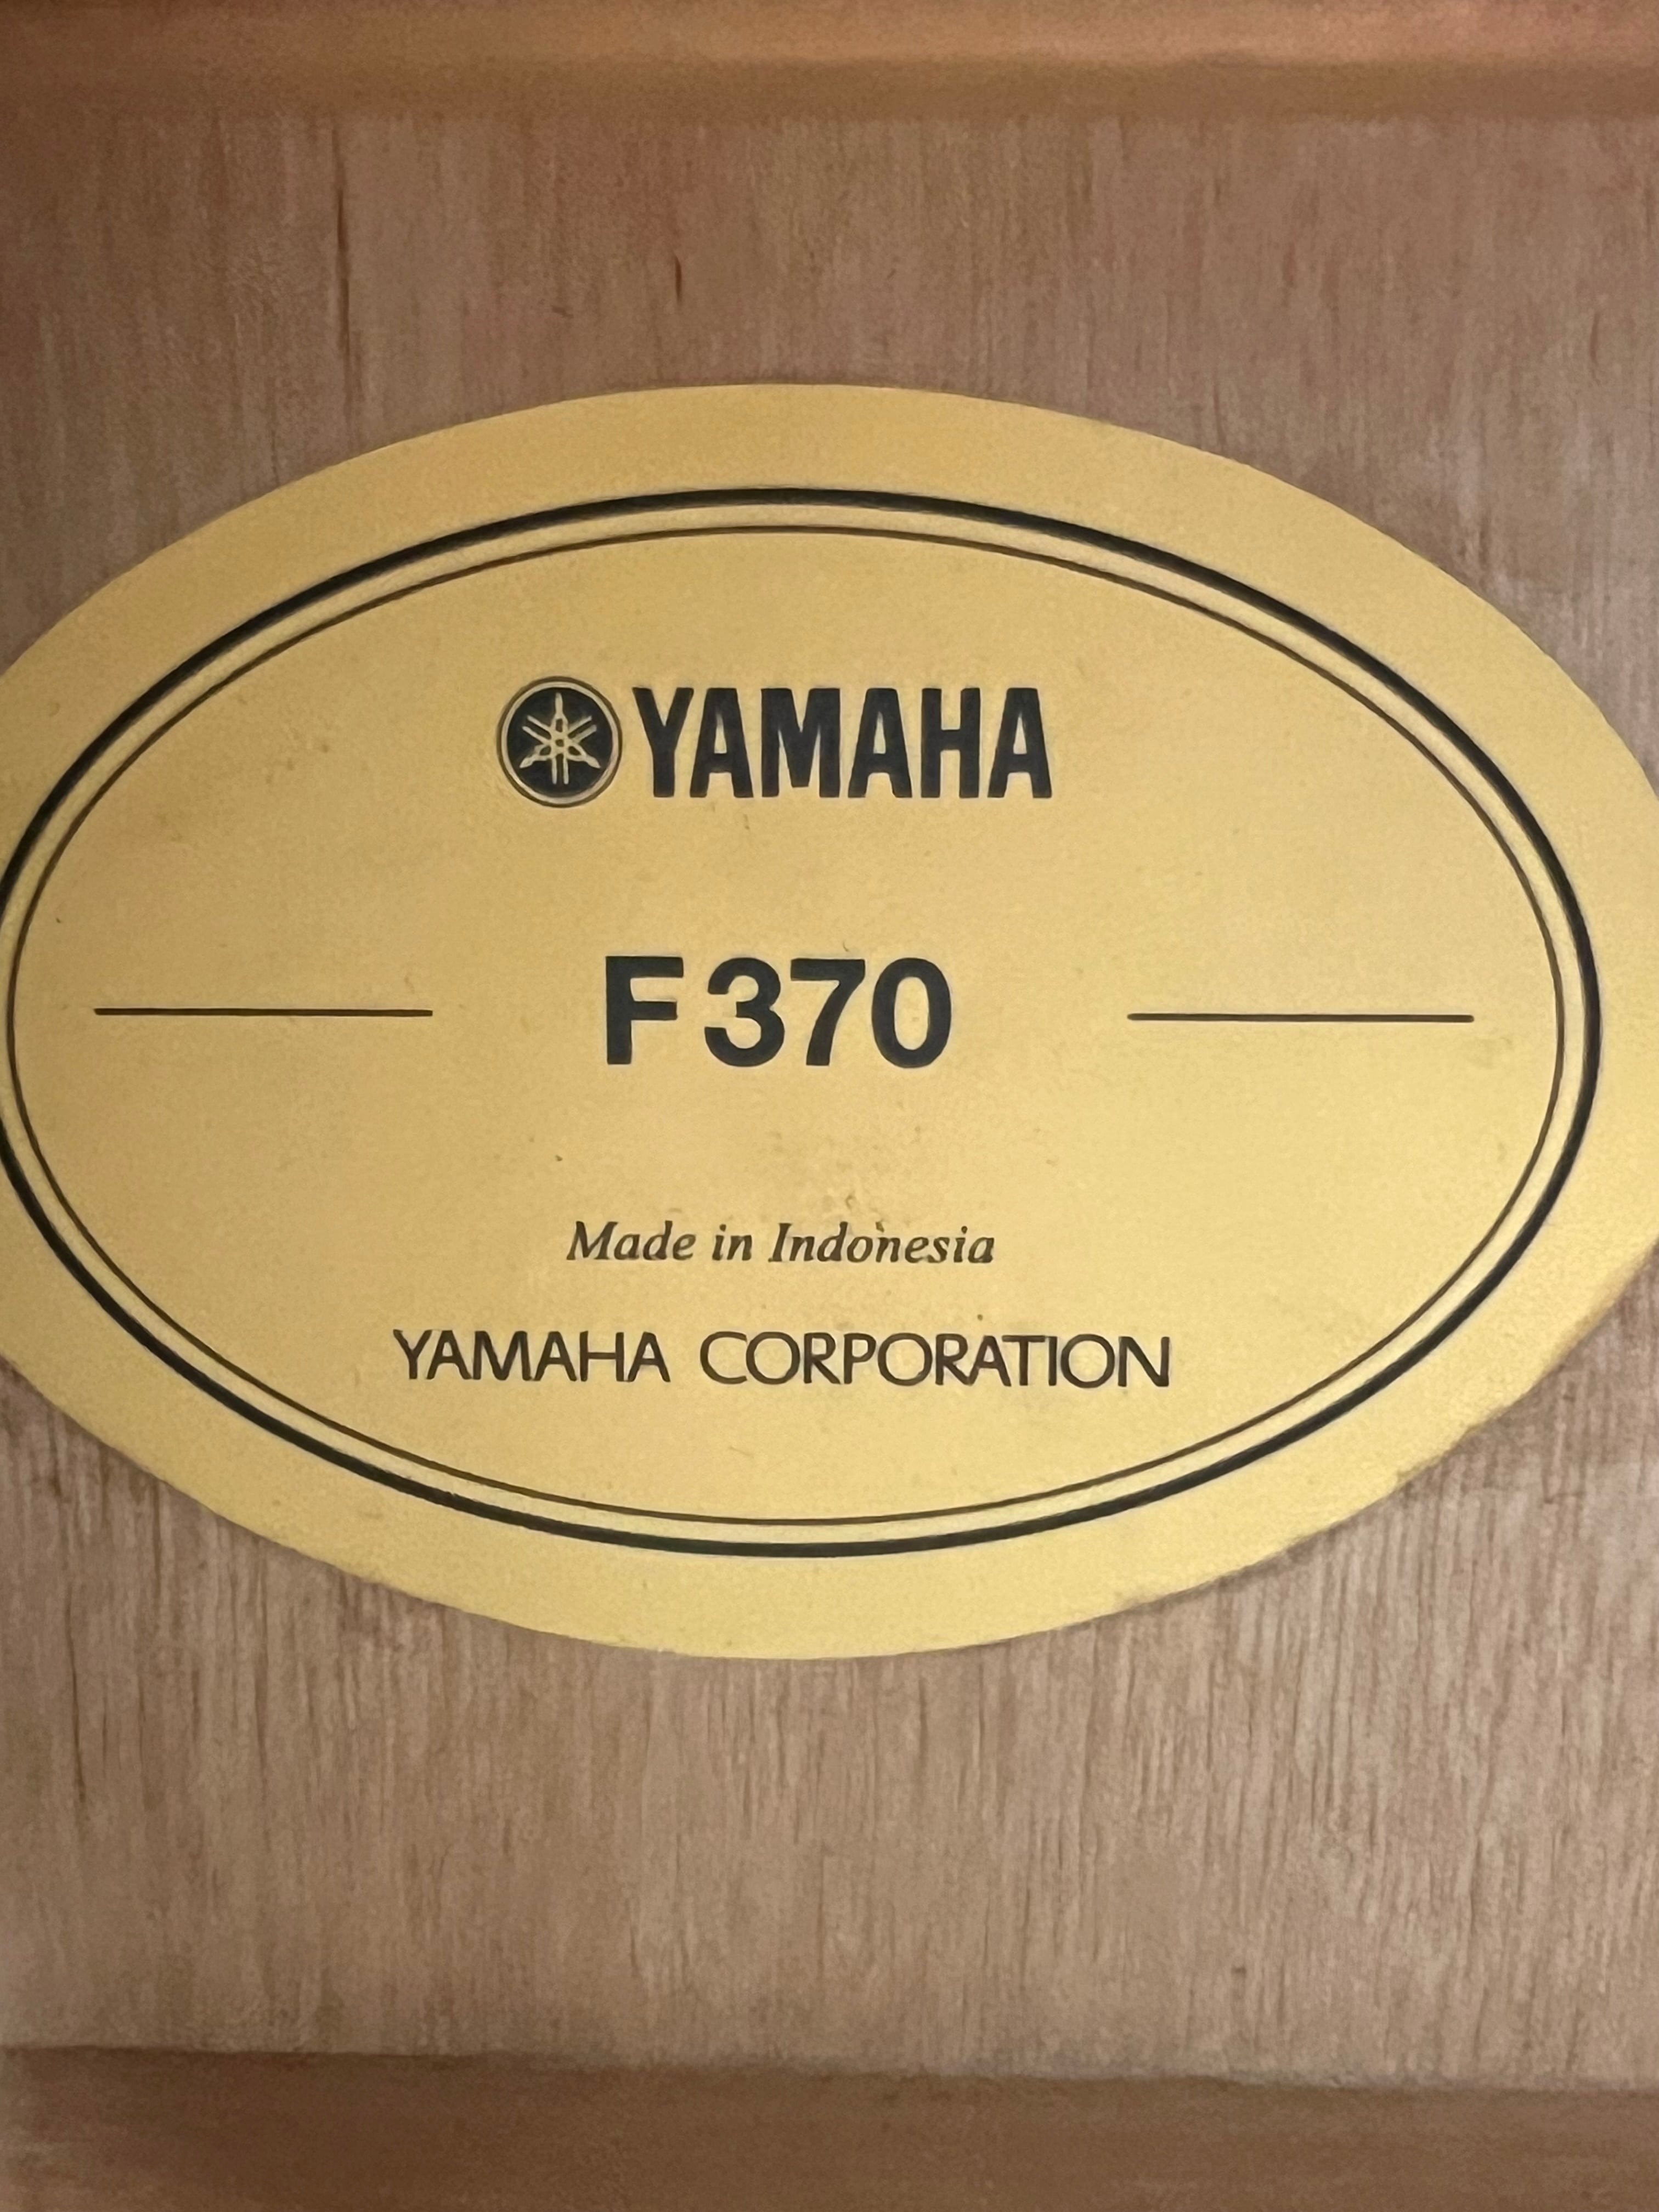 YAMAHA
F370
Made in Indonesia
YAMAHA CORPORATION